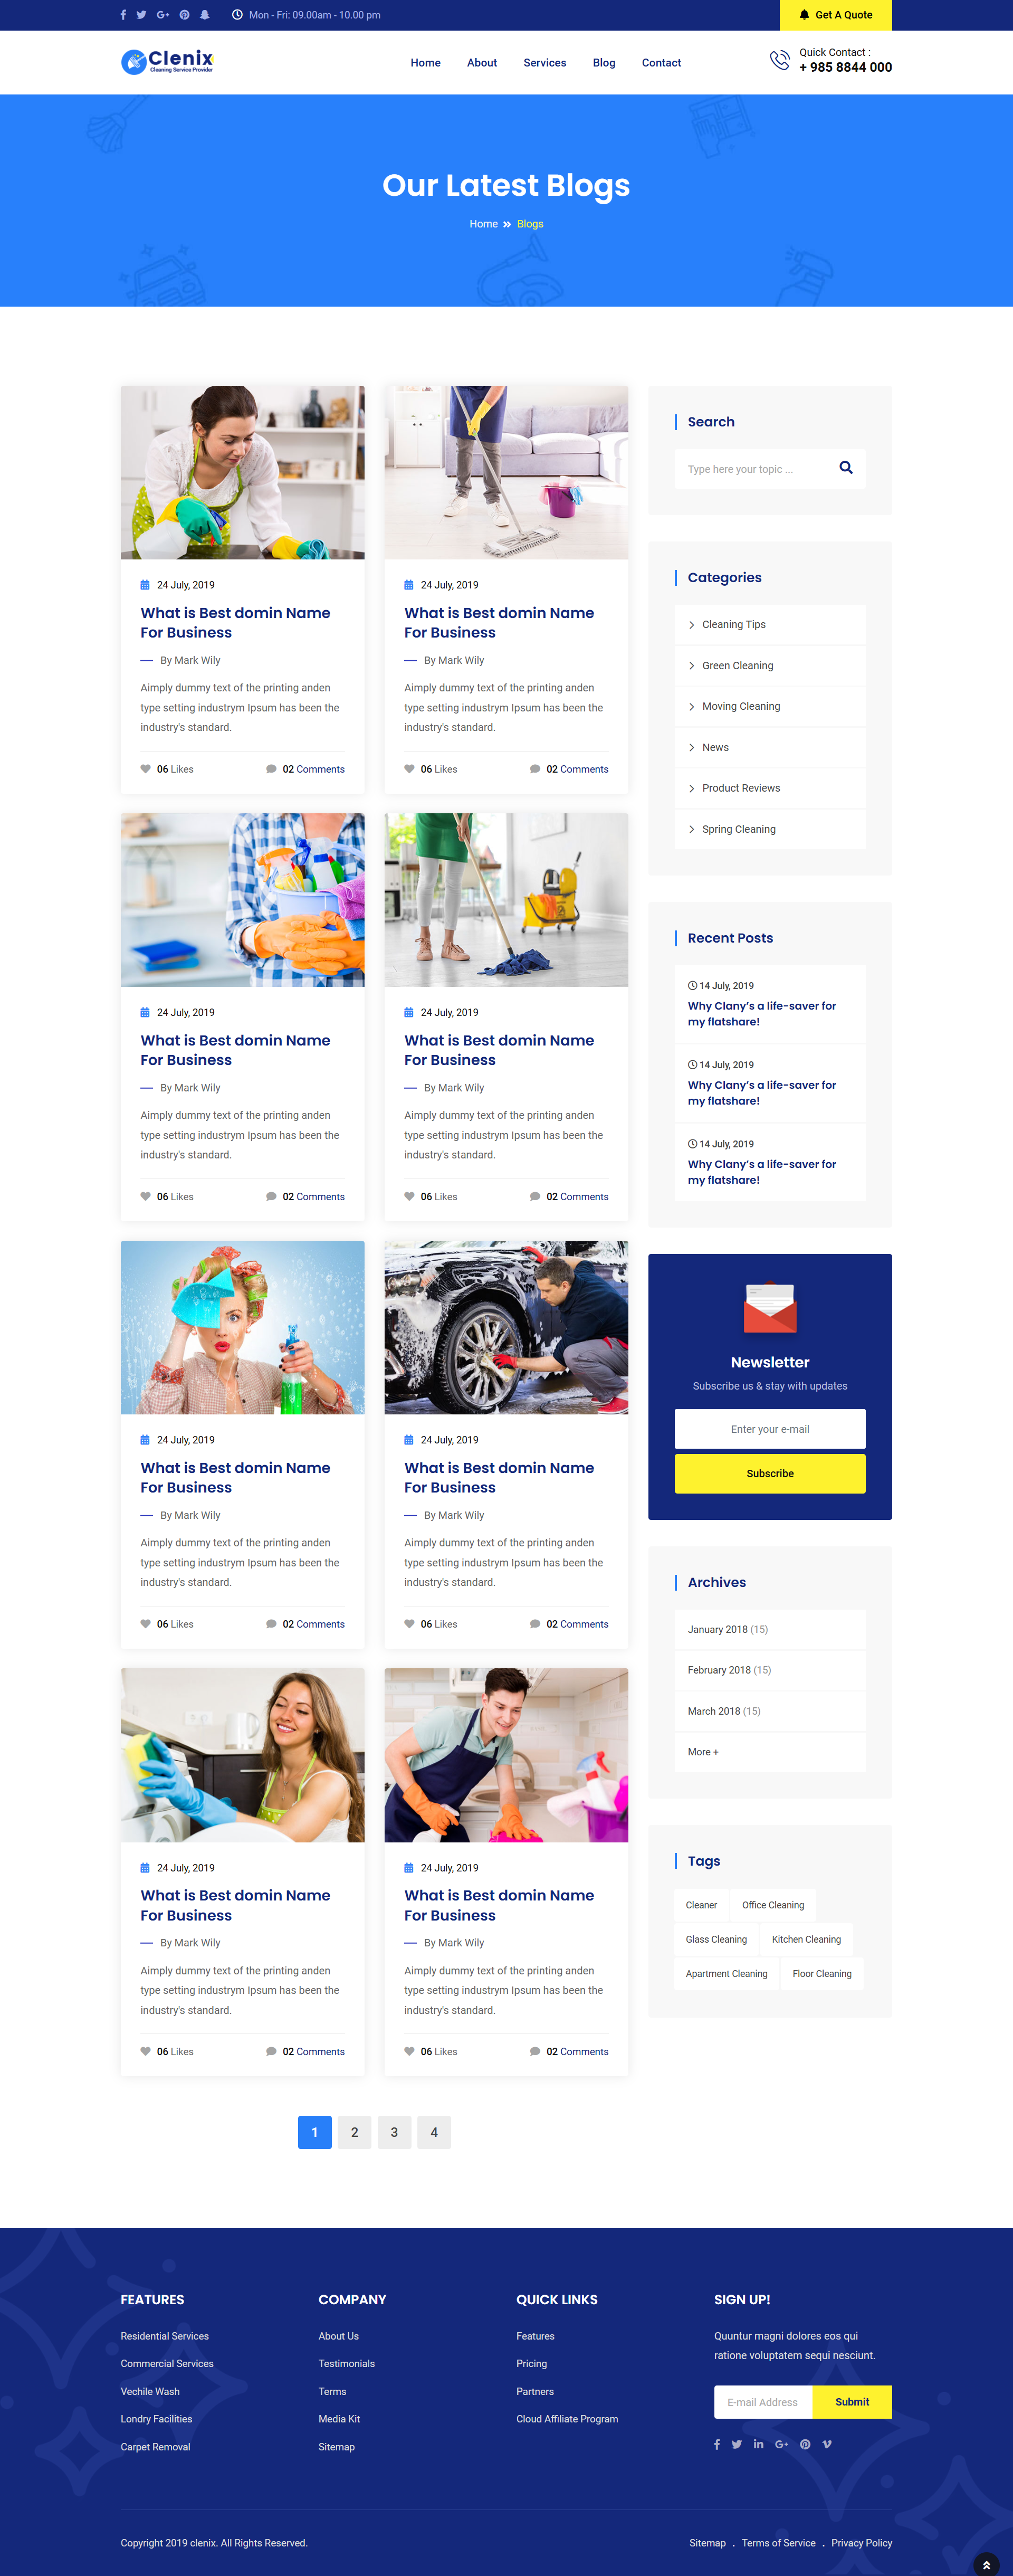 Mon - Fri: 09.00am - 10.00 pm
Get A Quote
Clenix
Cleaning Service Provider
Home
About
Services
Blog
Contact
Quick Contact :
+ 985 8844 000
Our Latest Blogs
Home » Blogs
24 July, 2019
What is Best domin Name
For Business
By Mark Wily
Aimply dummy text of the printing anden
type setting industrym Ipsum has been the
industry's standard.
06 Likes
02 Comments
24 July, 2019
What is Best domin Name
For Business
By Mark Wily
Aimply dummy text of the printing anden
type setting industrym Ipsum has been the
industry's standard.
06 Likes
02 Comments
24 July, 2019
What is Best domin Name
For Business
By Mark Wily
Aimply dummy text of the printing anden
type setting industrym Ipsum has been the
industry's standard.
06 Likes
02 Comments
24 July, 2019
What is Best domin Name
For Business
By Mark Wily
Aimply dummy text of the printing anden
type setting industrym Ipsum has been the
industry's standard.
06 Likes
02 Comments
24 July, 2019
What is Best domin Name
For Business
By Mark Wily
Aimply dummy text of the printing anden
type setting industrym Ipsum has been the
industry's standard.
06 Likes
02 Comments
24 July, 2019
What is Best domin Name
For Business
By Mark Wily
Aimply dummy text of the printing anden
type setting industrym Ipsum has been the
industry's standard.
06 Likes
02 Comments
24 July, 2019
What is Best domin Name
For Business
By Mark Wily
Aimply dummy text of the printing anden
type setting industrym Ipsum has been the
industry's standard.
06 Likes
02 Comments
24 July, 2019
What is Best domin Name
For Business
By Mark Wily
Aimply dummy text of the printing anden
type setting industrym Ipsum has been the
industry's standard.
06 Likes
02 Comments
1
2
3
4
Search
Type here your topic ...
Categories
Cleaning Tips
Green Cleaning
Moving Cleaning
News
Product Reviews
Spring Cleaning
Recent Posts
14 July, 2019
Why Clany's a life-saver for
my flatshare!
14 July, 2019
Why Clany's a life-saver for
my flatshare!
14 July, 2019
Why Clany's a life-saver for
my flatshare!
Newsletter
Subscribe us & stay with updates
Enter your e-mail
Subscribe
Archives
January 2018 (15)
February 2018 (15)
March 2018 (15)
More +
Tags
Cleaner
Office Cleaning
Glass Cleaning
Kitchen Cleaning
Apartment Cleaning
Floor Cleaning
FEATURES
Residential Services
Commercial Services
Vechile Wash
Londry Facilities
Carpet Removal
COMPANY
About Us
Testimonials
Terms
Media Kit
Sitemap
QUICK LINKS
Features
Pricing
Partners
Cloud Affiliate Program
SIGN UP!
Quuntur magni dolores eos qui
ratione voluptatem sequi nesciunt.
E-mail Address
Submit
Copyright 2019 clenix. All Rights Reserved.
Sitemap . Terms of Service . Privacy Policy